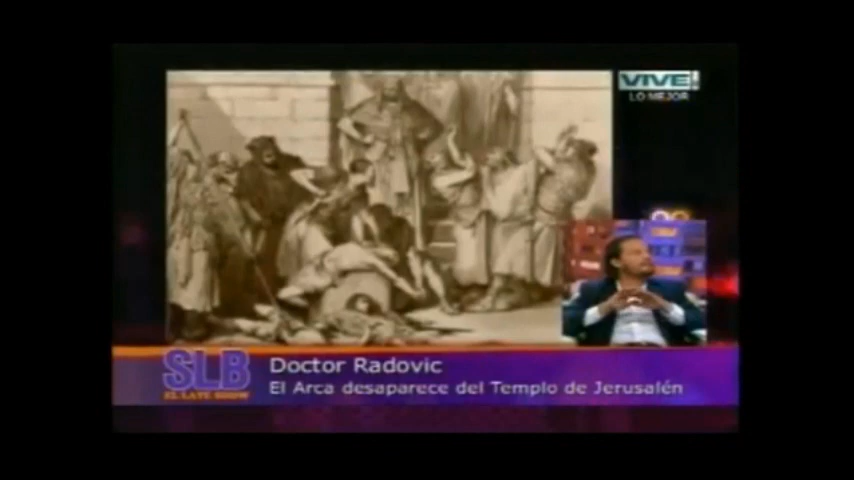 VIVE!
LO MEJOR
SLB
EL LATE SHOW
Doctor Radovic
El Arca desaparece del Templo de Jerusalén